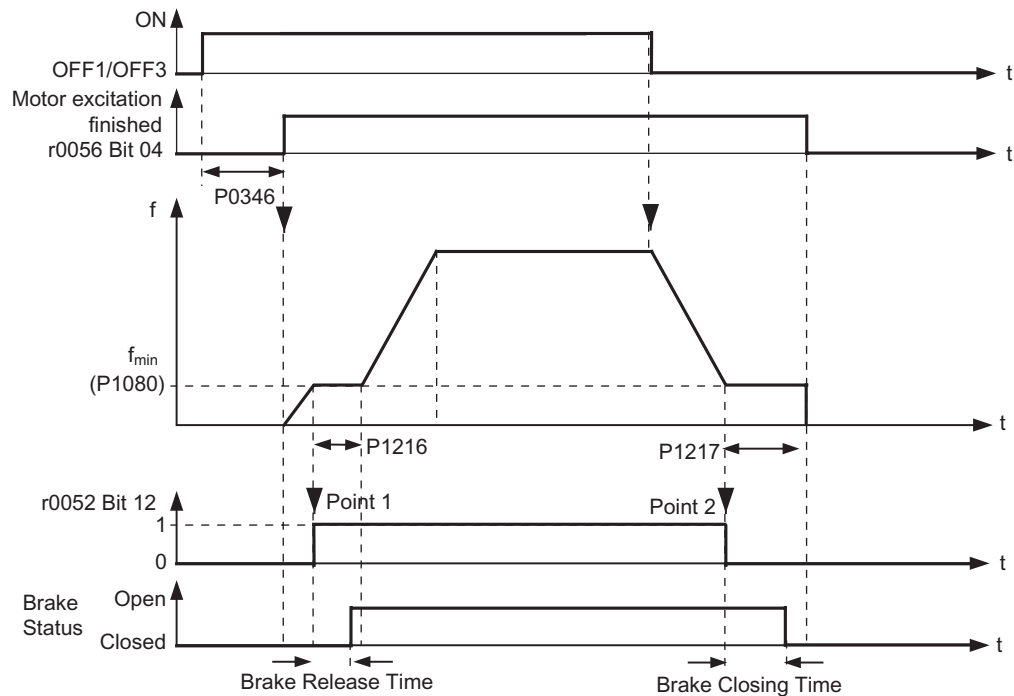 ON
OFF1/OFF3
t
Motor excitation
finished
r0056 Bit 04
t
P0346
f
fmin
(P1080)
t
P1216
P1217
r0052 Bit 12
Point 1
Point 2
1
0
t
Brake
Status
Open
Closed
t
Brake Release Time
Brake Closing Time